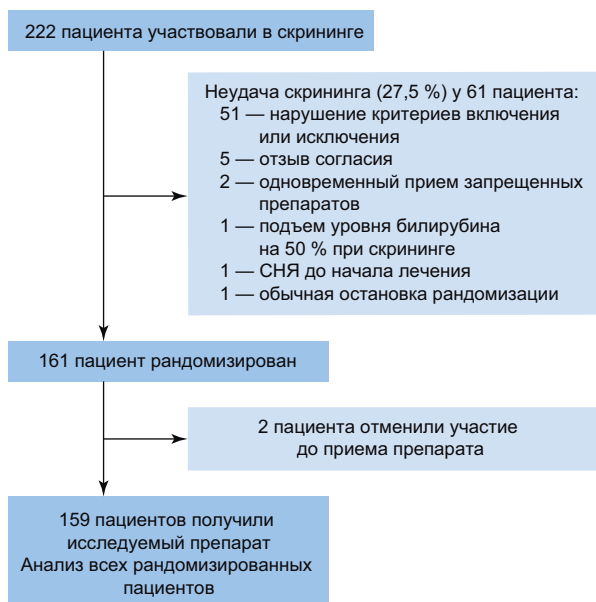 222 пациента участвовали в скрининге
Неудача скрининга (27,5 %) у 61 пациента:
51 — нарушение критериев включения
или исключения
5 — отзыв согласия
2 — одновременный прием запрещенных
препаратов
1 — подъем уровня билирубина
на 50 % при скрининге
1 — СНЯ до начала лечения
1 — обычная остановка рандомизации
161 пациент рандомизирован
2 пациента отменили участие
до приема препарата
159 пациентов получили
исследуемый препарат
Анализ всех рандомизированных
пациентов